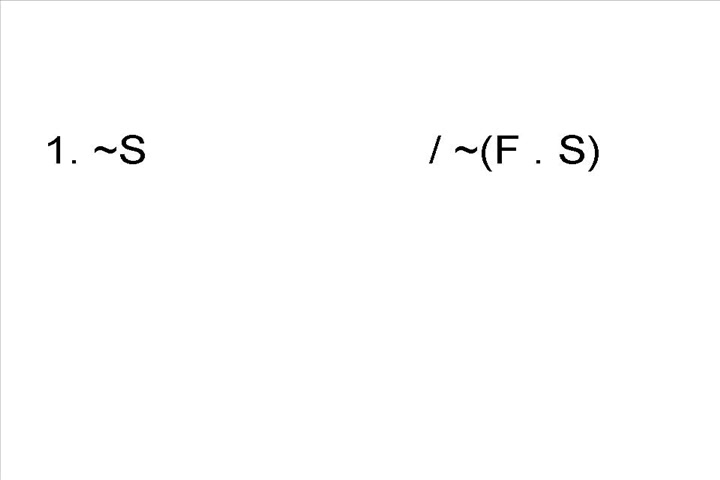 1. ~S / ~(F . S)